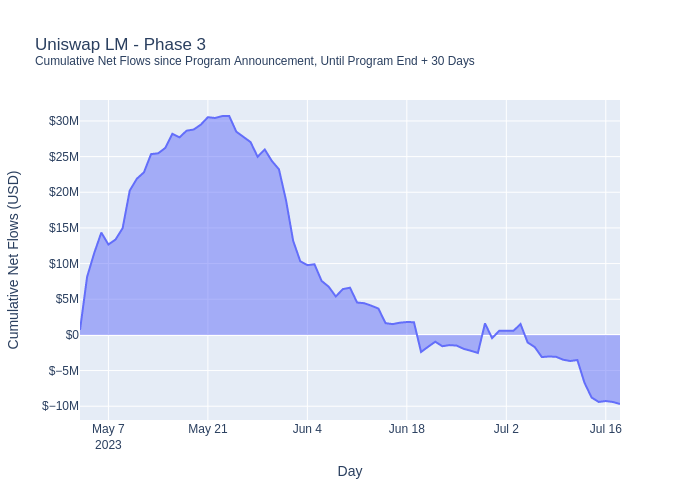 Uniswap LM - Phase 3
Cumulative Net Flows since Program Announcement, Until Program End + 30 Days
Cumulative Net Flows (USD)
$30M
$25M
$20M
$15M
$10M
$5M
$0
$−5M
$−10M
May 7
2023
May 21
Jun 4
Jun 18
Jul 2
Jul 16
Day